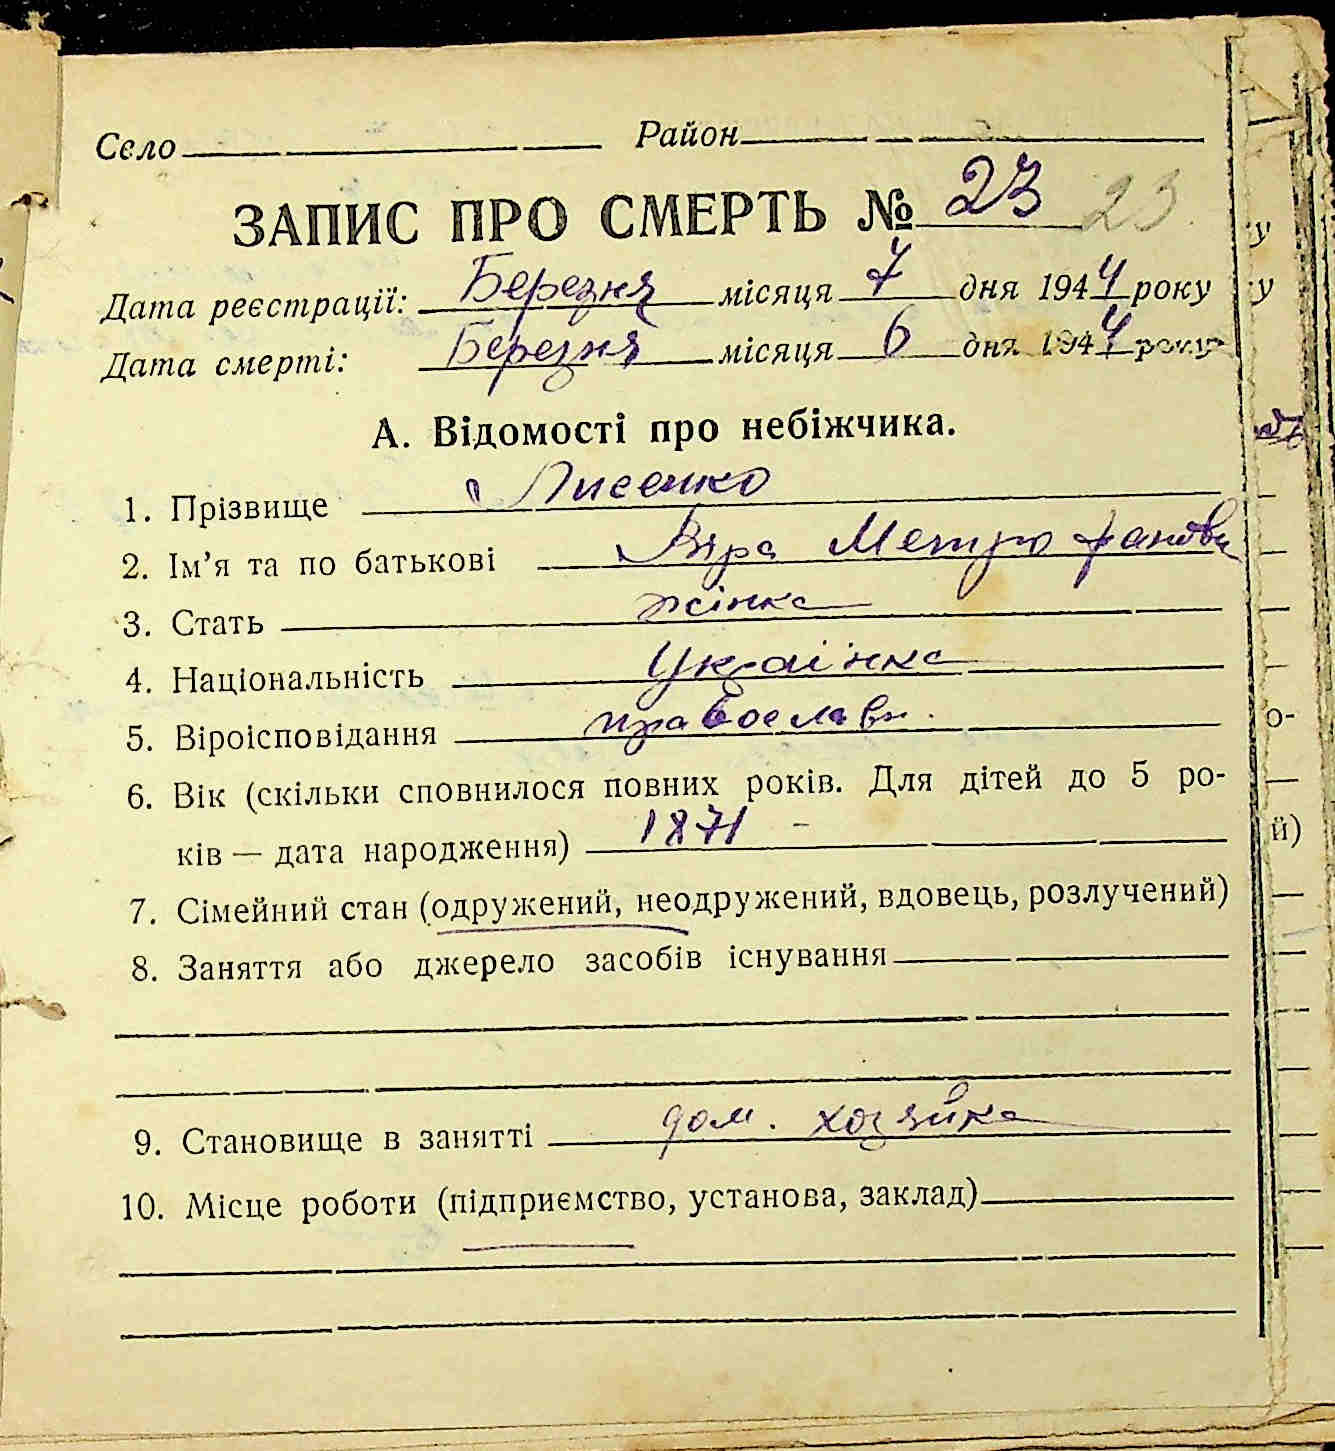 Село Район
ЗАПИС ПРО СМЕРТЬ № 23 23
Дата реєстрації: Березня місяця 7 дня 1944 року
Дата смерті: Березня місяця 6 дня 1944 року
А. Відомості про небіжчика.
1. Прізвище Лисенко
2. Ім’я та по батькові Віра Метрофанов
3. Стать жінка
4. Національність Українка
5. Віроісповідання православн.
6. Вік (скільки сповнилося повних років. Для дітей до 5 ро-
ків — дата народження) 1871 -
7. Сімейний стан (одружений, неодружений, вдовець, розлучений)
8. Заняття або джерело засобів існування
9. Становище в занятті дом. хозяйка
10. Місце роботи (підприємство, установа, заклад)